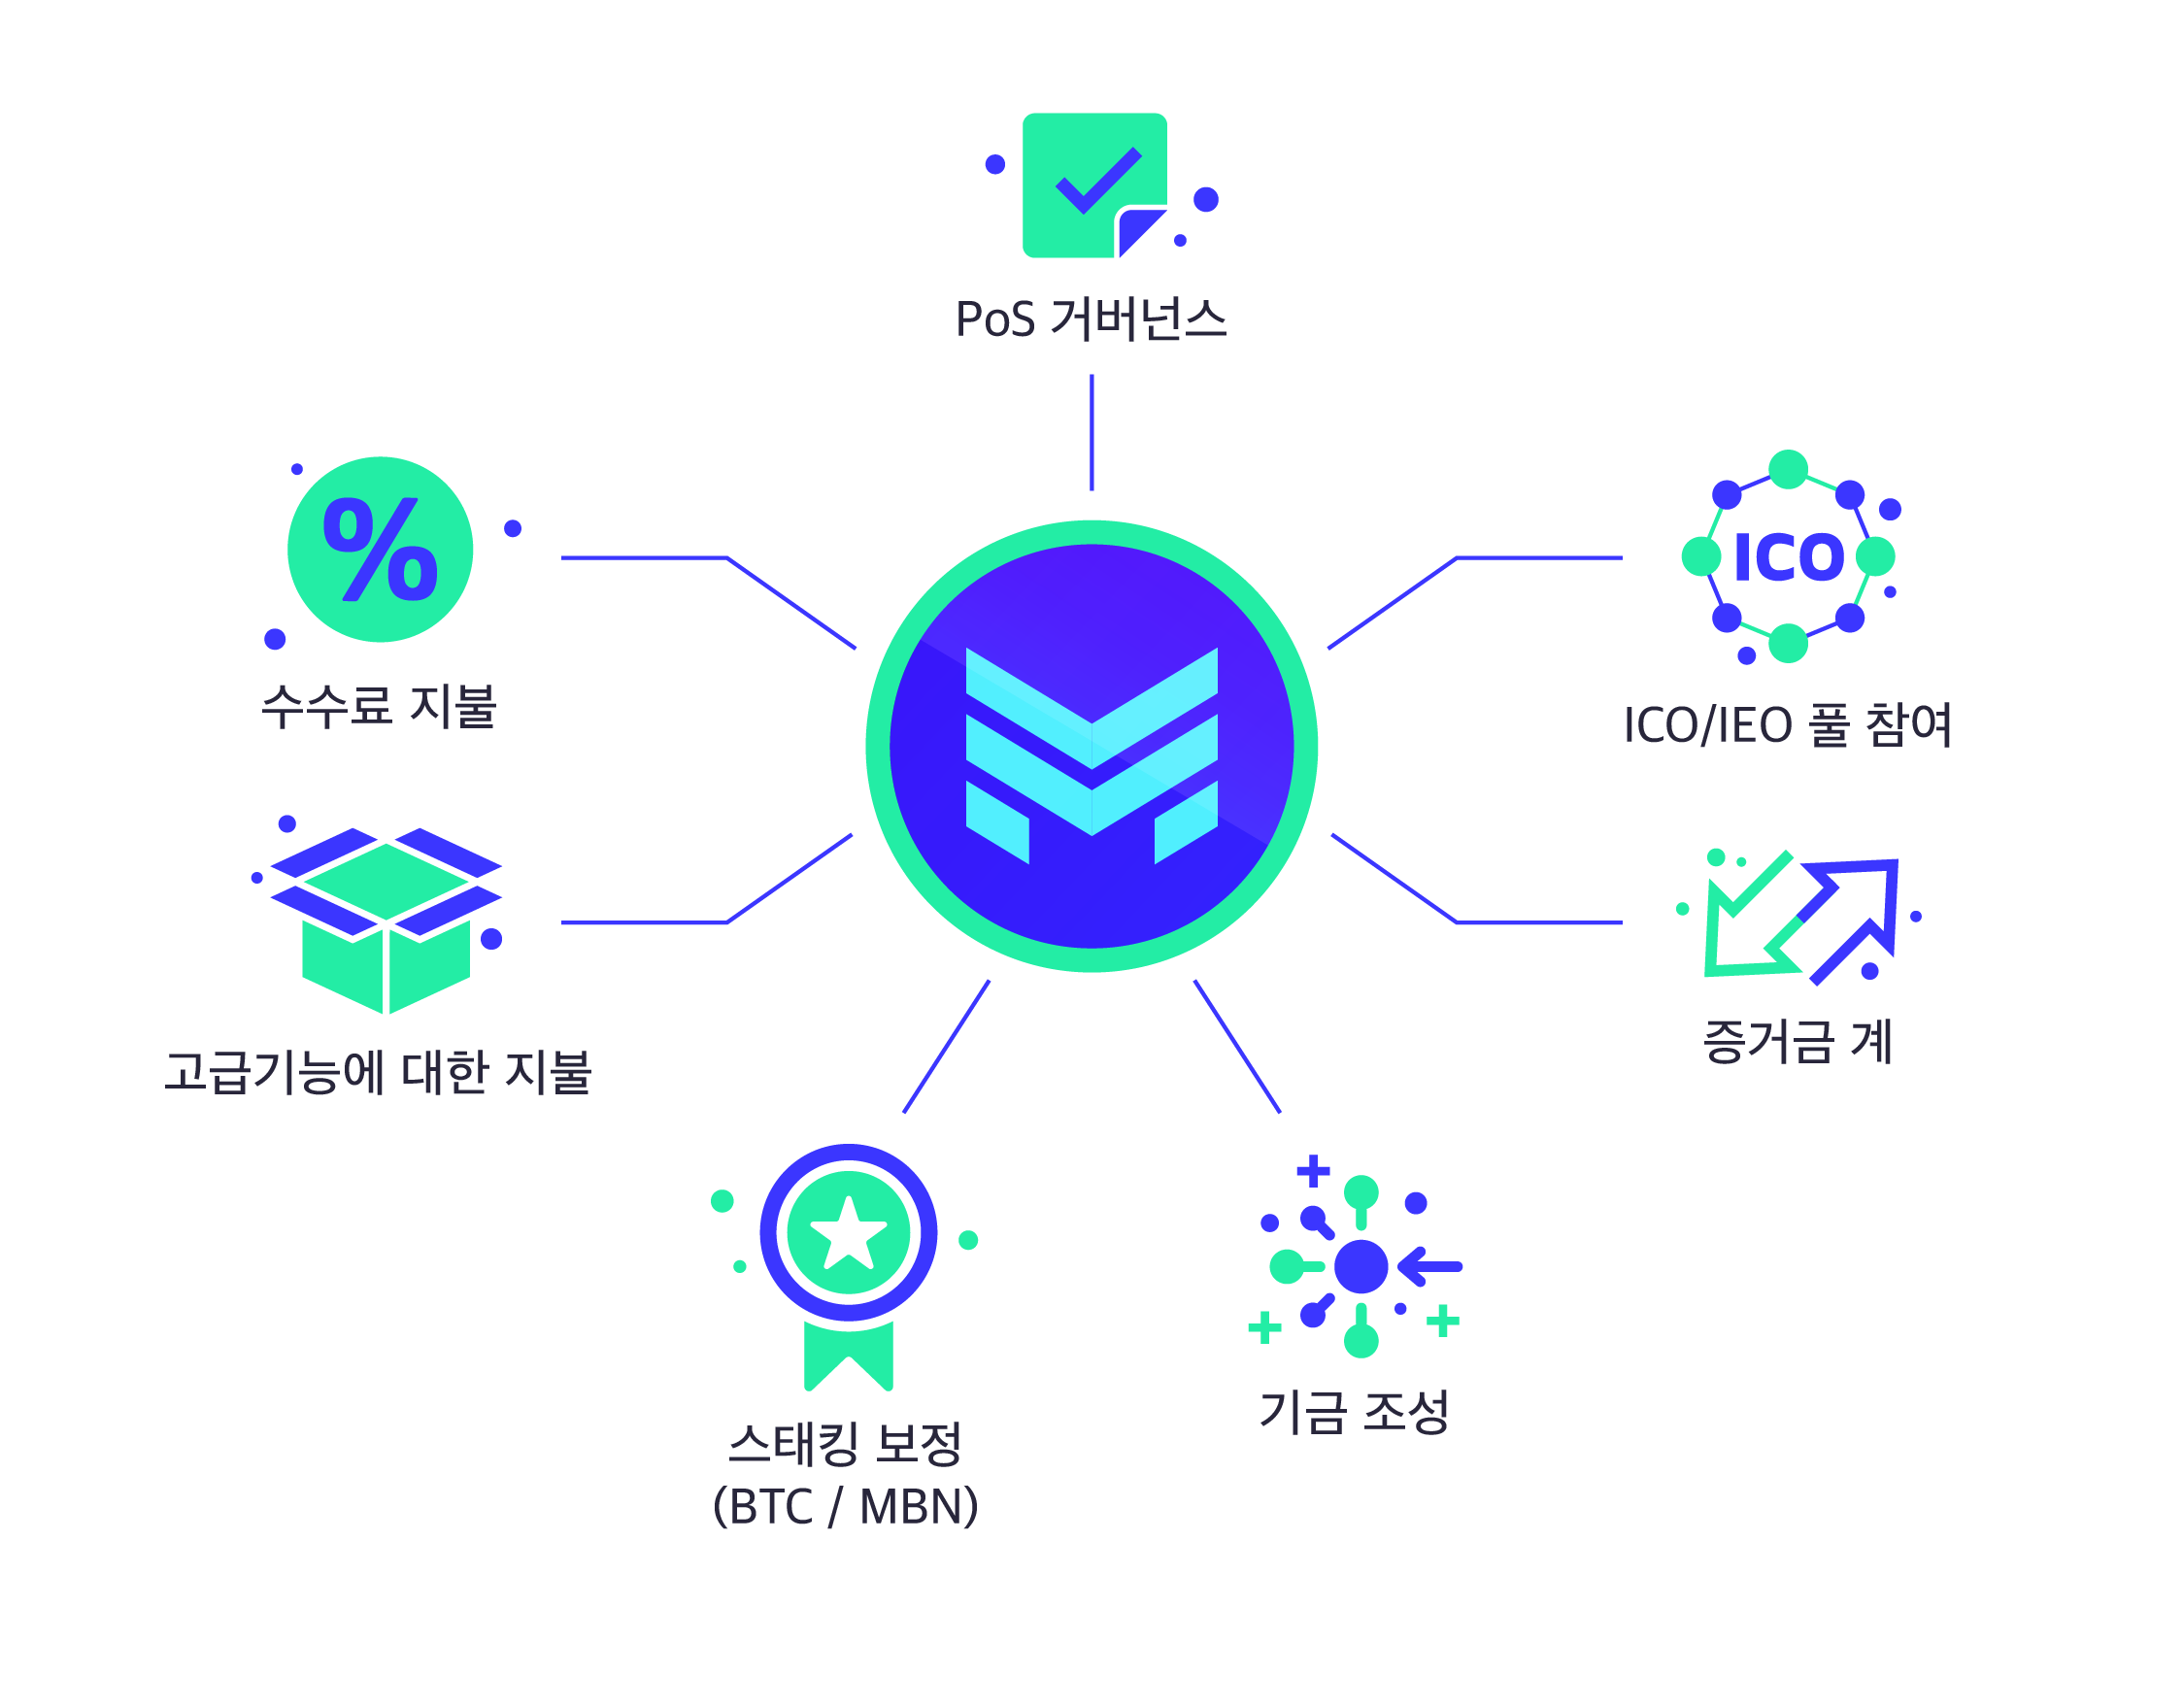 PoS 거버넌스
%
수수료 지불
ICO
ICO/IEO 풀 참여
고급기능에 대한 지불
증거금 계
스태킹 보정
(BTC / MBN)
기금 조성